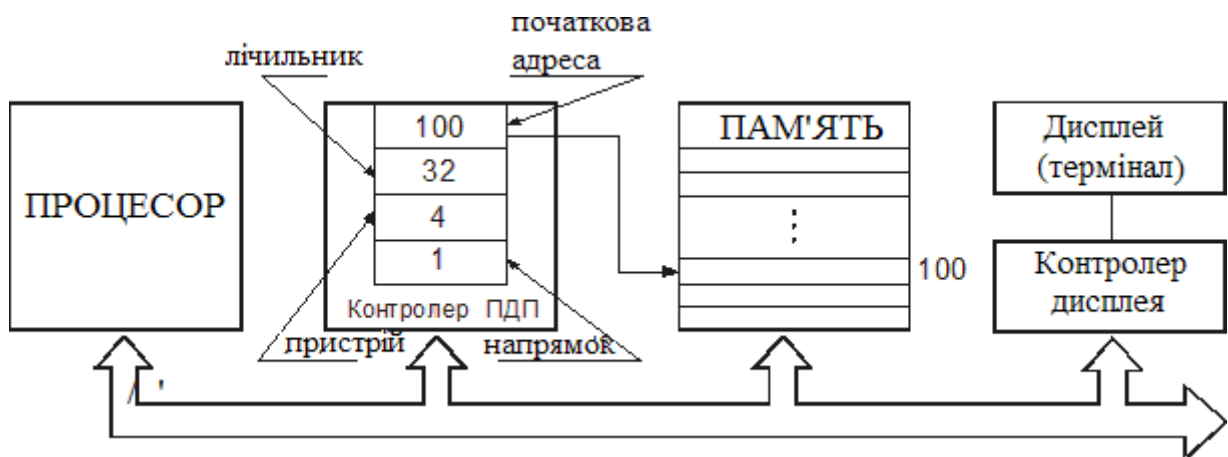 початкова
адреса
лічильник
ПРОЦЕСОР
100
32
4
1
Контролер ПДП
пристрій
напрямок
ПАМ'ЯТЬ
100
Дисплей
(термінал)
Контролер
дисплея